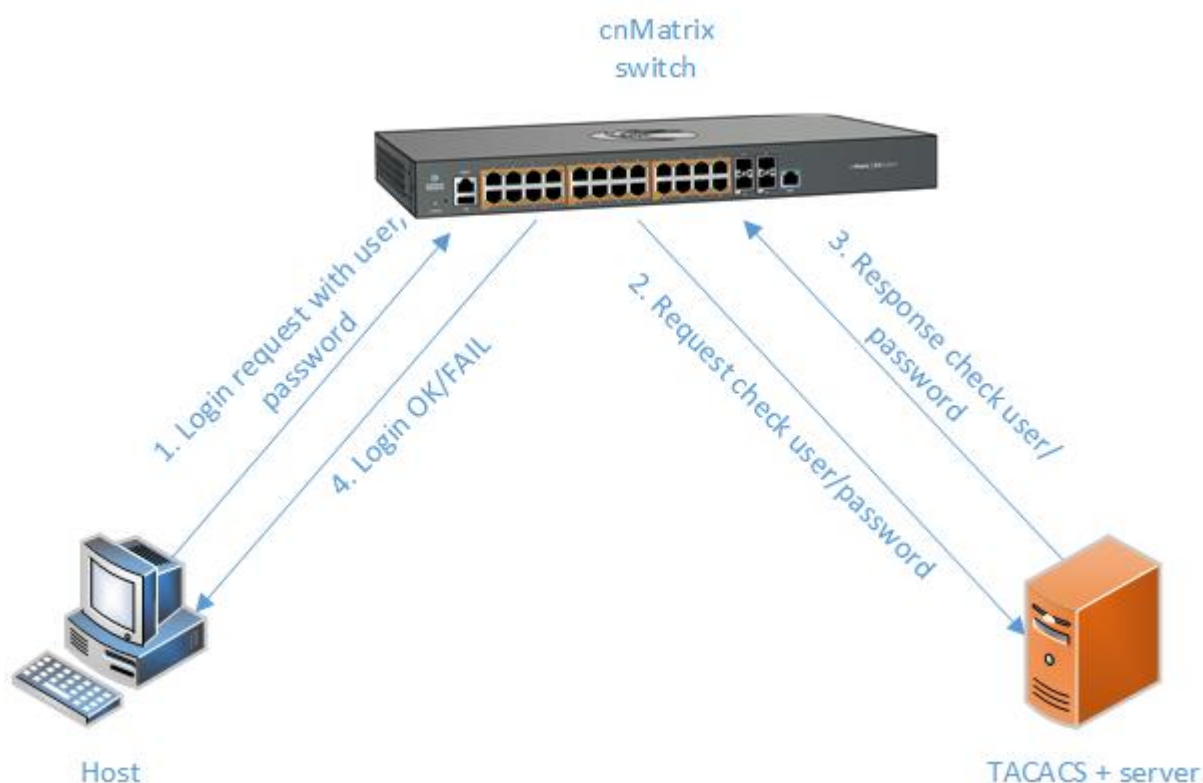 cnMatrix
switch
1. Login request with user,
password
4. Login OK/FAIL
2. Request check user/password
3. Response check user/
password
Host
TACACS + server